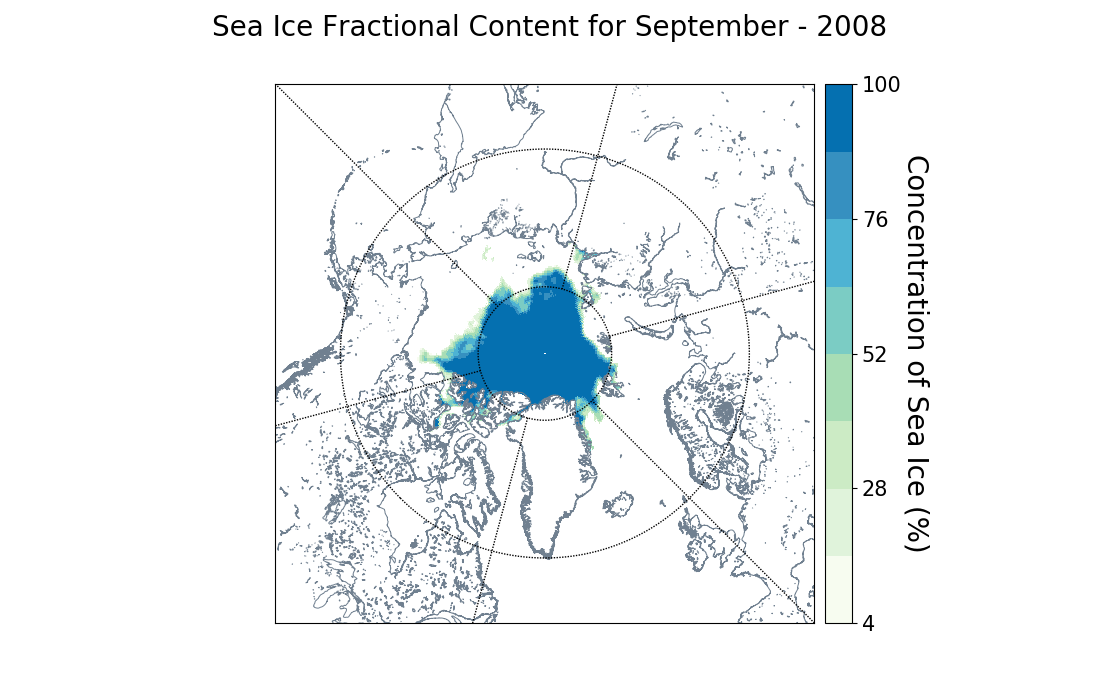 Sea Ice Fractional Content for September - 2008
100
76
52
28
4
Concentration of Sea Ice (%)